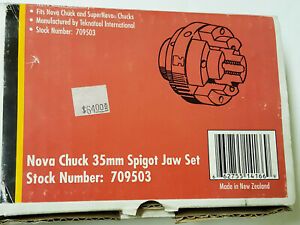 • Fits Nova Chuck and SuperNova® Chucks
• Manufactured by Teknatool International
• Stock Number: 709503
$64000
Nova Chuck 35mm Spigot Jaw Set
Stock Number: 709503
Made in New Zealand